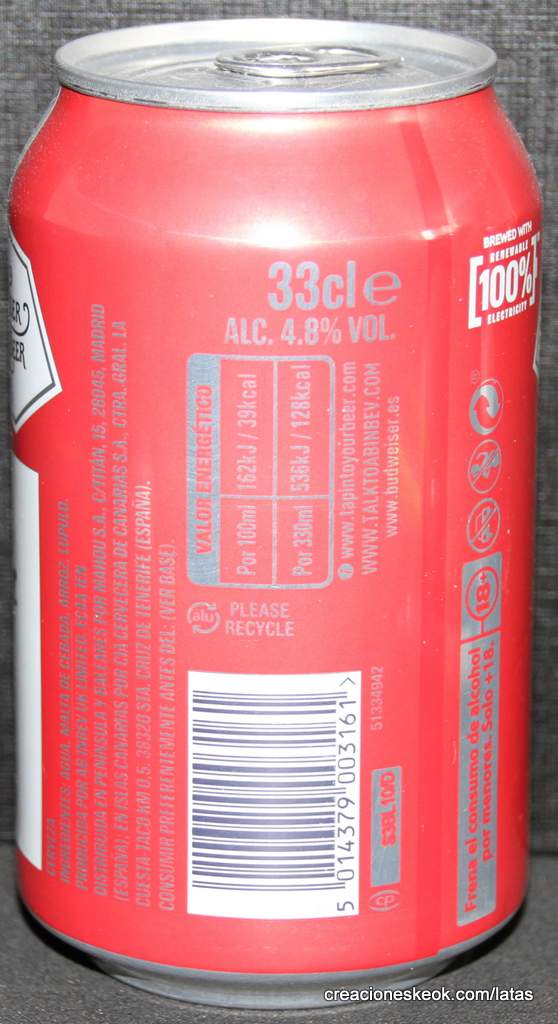 33cl e
ALC. 4.8% VOL.
BREWED WITH
RENEWABLE
100%
ELECTRICITY
CERVEZA
INGREDIENTES: AGUA, MALTA DE CEBADA, ARROZ, LÚPULO.
PRODUCIDA POR AB INBEV UK LIMITED, EC4A 1EN
DISTRIBUIDA EN PENÍNSULA Y BALEARES POR MAHOU S.A., C/TITÁN, 15, 28045, MADRID
(ESPAÑA), EN ISLAS CANARIAS POR CIA CERVECERA DE CANARIAS S.A., CTRA. GRAL. LA
CUESTA-TACO KM 0,5. 38320 STA. CRUZ DE TENERIFE (ESPAÑA).
CONSUMIR PREFERENTEMENTE ANTES DEL: (VER BASE).
VALOR ENERGÉTICO
Por 100ml 162kJ / 39kcal
Por 330ml 536kJ / 128kcal
www.tapintoyourbeer.com
WWW.TALKTOABINBEV.COM
www.budweiser.es
alu
PLEASE
RECYCLE
5 014379 003161 >
51334942
18+
Frena el consumo de alcohol
por menores. Solo +18.
creacioneskeok.com/latas